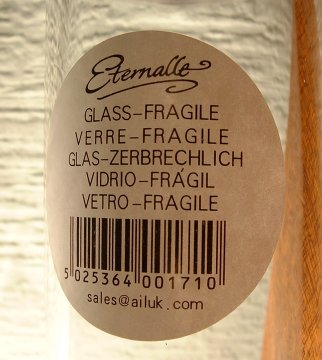 Eternalle
GLASS-FRAGILE
VERRE-FRAGILE
GLAS-ZERBRECHLICH
VIDRIO-FRÁGIL
VETRO-FRAGILE
5 025364 001710
sales@ailuk.com